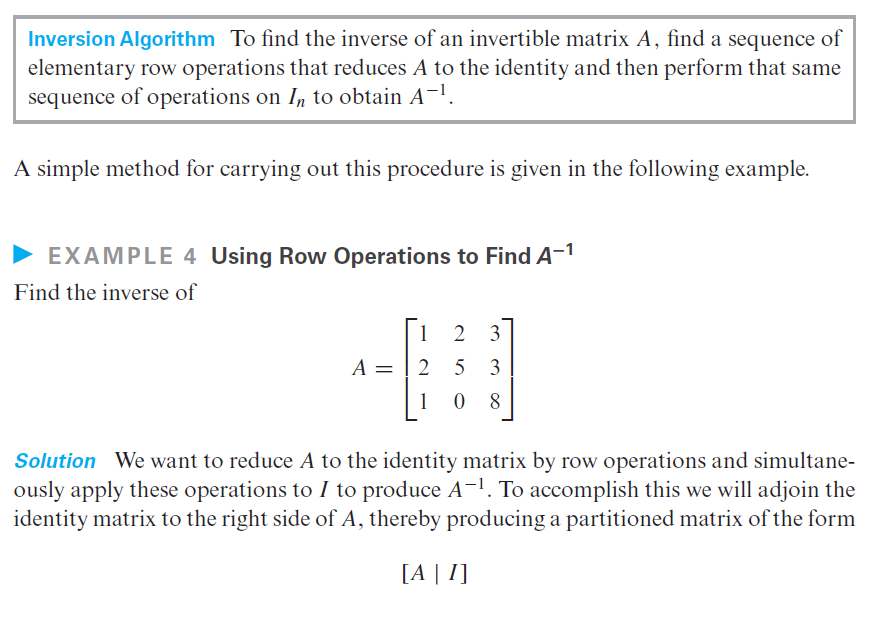 Inversion Algorithm To find the inverse of an invertible matrix A, find a sequence of
elementary row operations that reduces A to the identity and then perform that same
sequence of operations on Iₙ to obtain A⁻¹.
A simple method for carrying out this procedure is given in the following example.
▶ EXAMPLE 4 Using Row Operations to Find A⁻¹
Find the inverse of
1 2 3
A = 2 5 3
1 0 8
Solution We want to reduce A to the identity matrix by row operations and simultane-
ously apply these operations to I to produce A⁻¹. To accomplish this we will adjoin the
identity matrix to the right side of A, thereby producing a partitioned matrix of the form
[A | I]